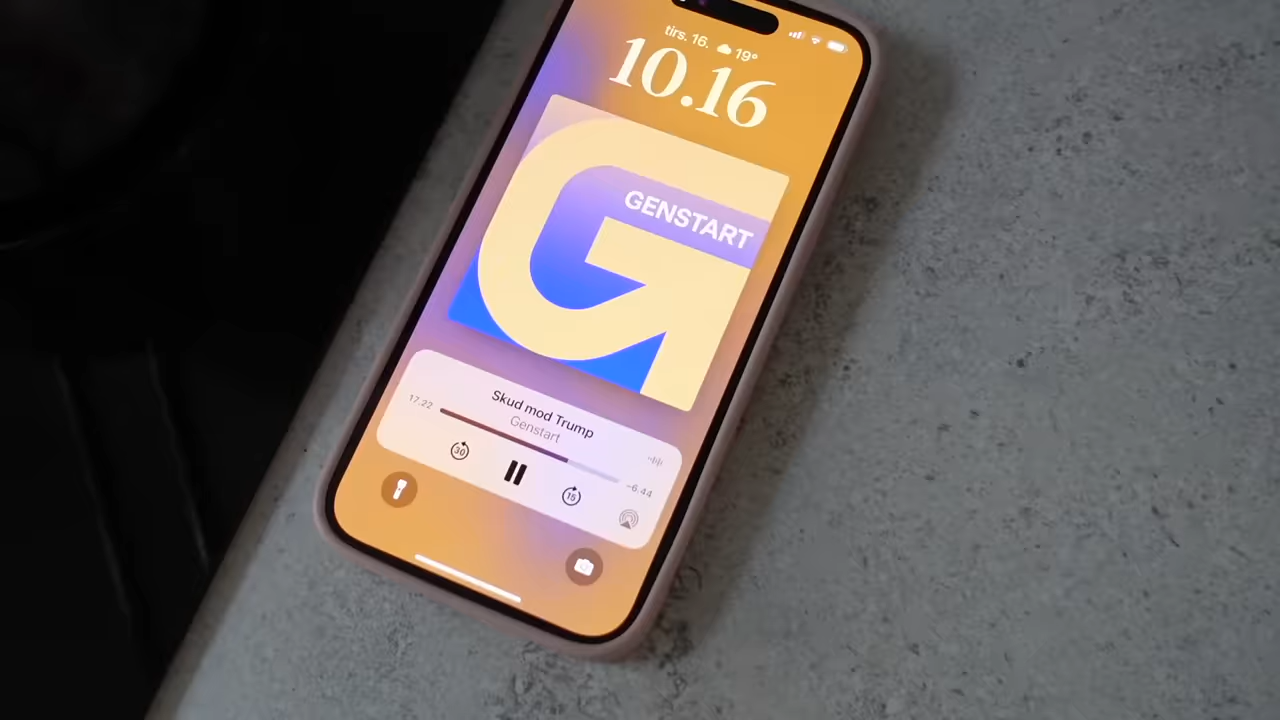 tirs. 16. 19°
10.16
GENSTART
Skud mod Trump
Genstart
17.22
-6.44
30
15